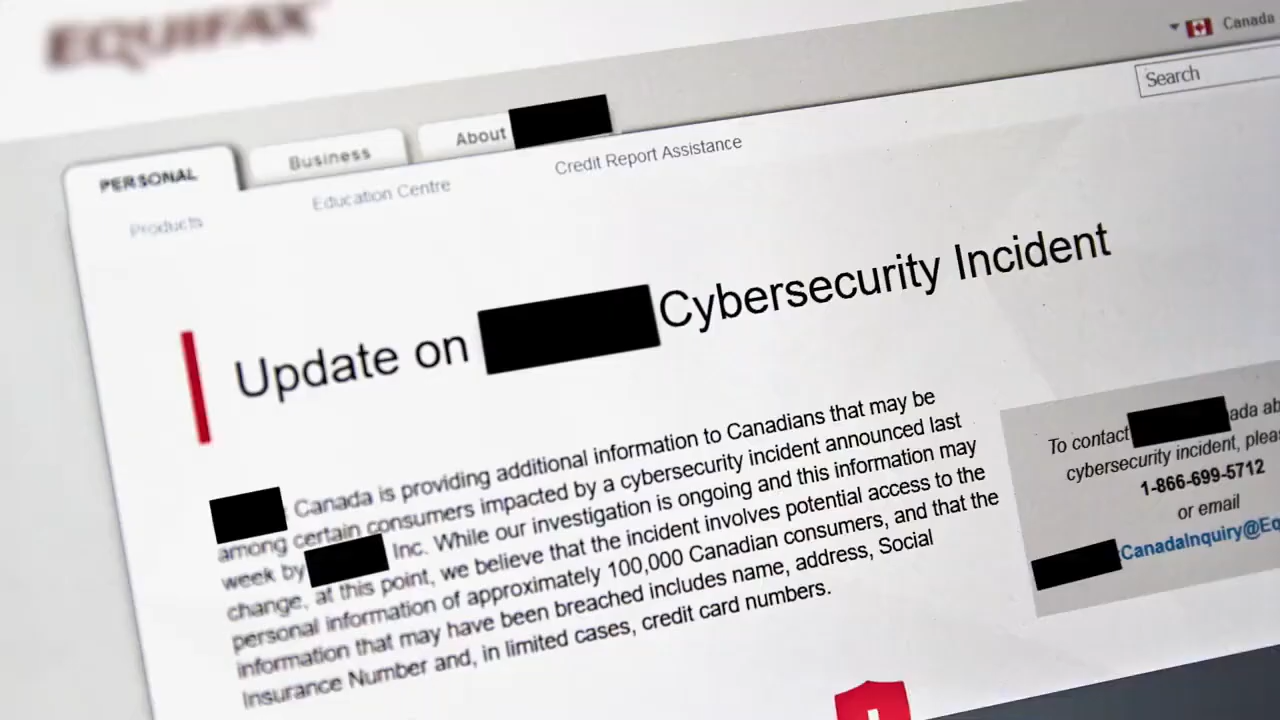 EQUIFAX
Canada
Search
PERSONAL
Business
About
Products
Education Centre
Credit Report Assistance
Update on Cybersecurity Incident
Canada is providing additional information to Canadians that may be
among certain consumers impacted by a cybersecurity incident announced last
week by Inc. While our investigation is ongoing and this information may
change, at this point, we believe that the incident involves potential access to the
personal information of approximately 100,000 Canadian consumers, and that the
information that may have been breached includes name, address, Social
Insurance Number and, in limited cases, credit card numbers.
To contact ada ab
cybersecurity incident, plea
1-866-699-5712
or email
CanadaInquiry@Eq